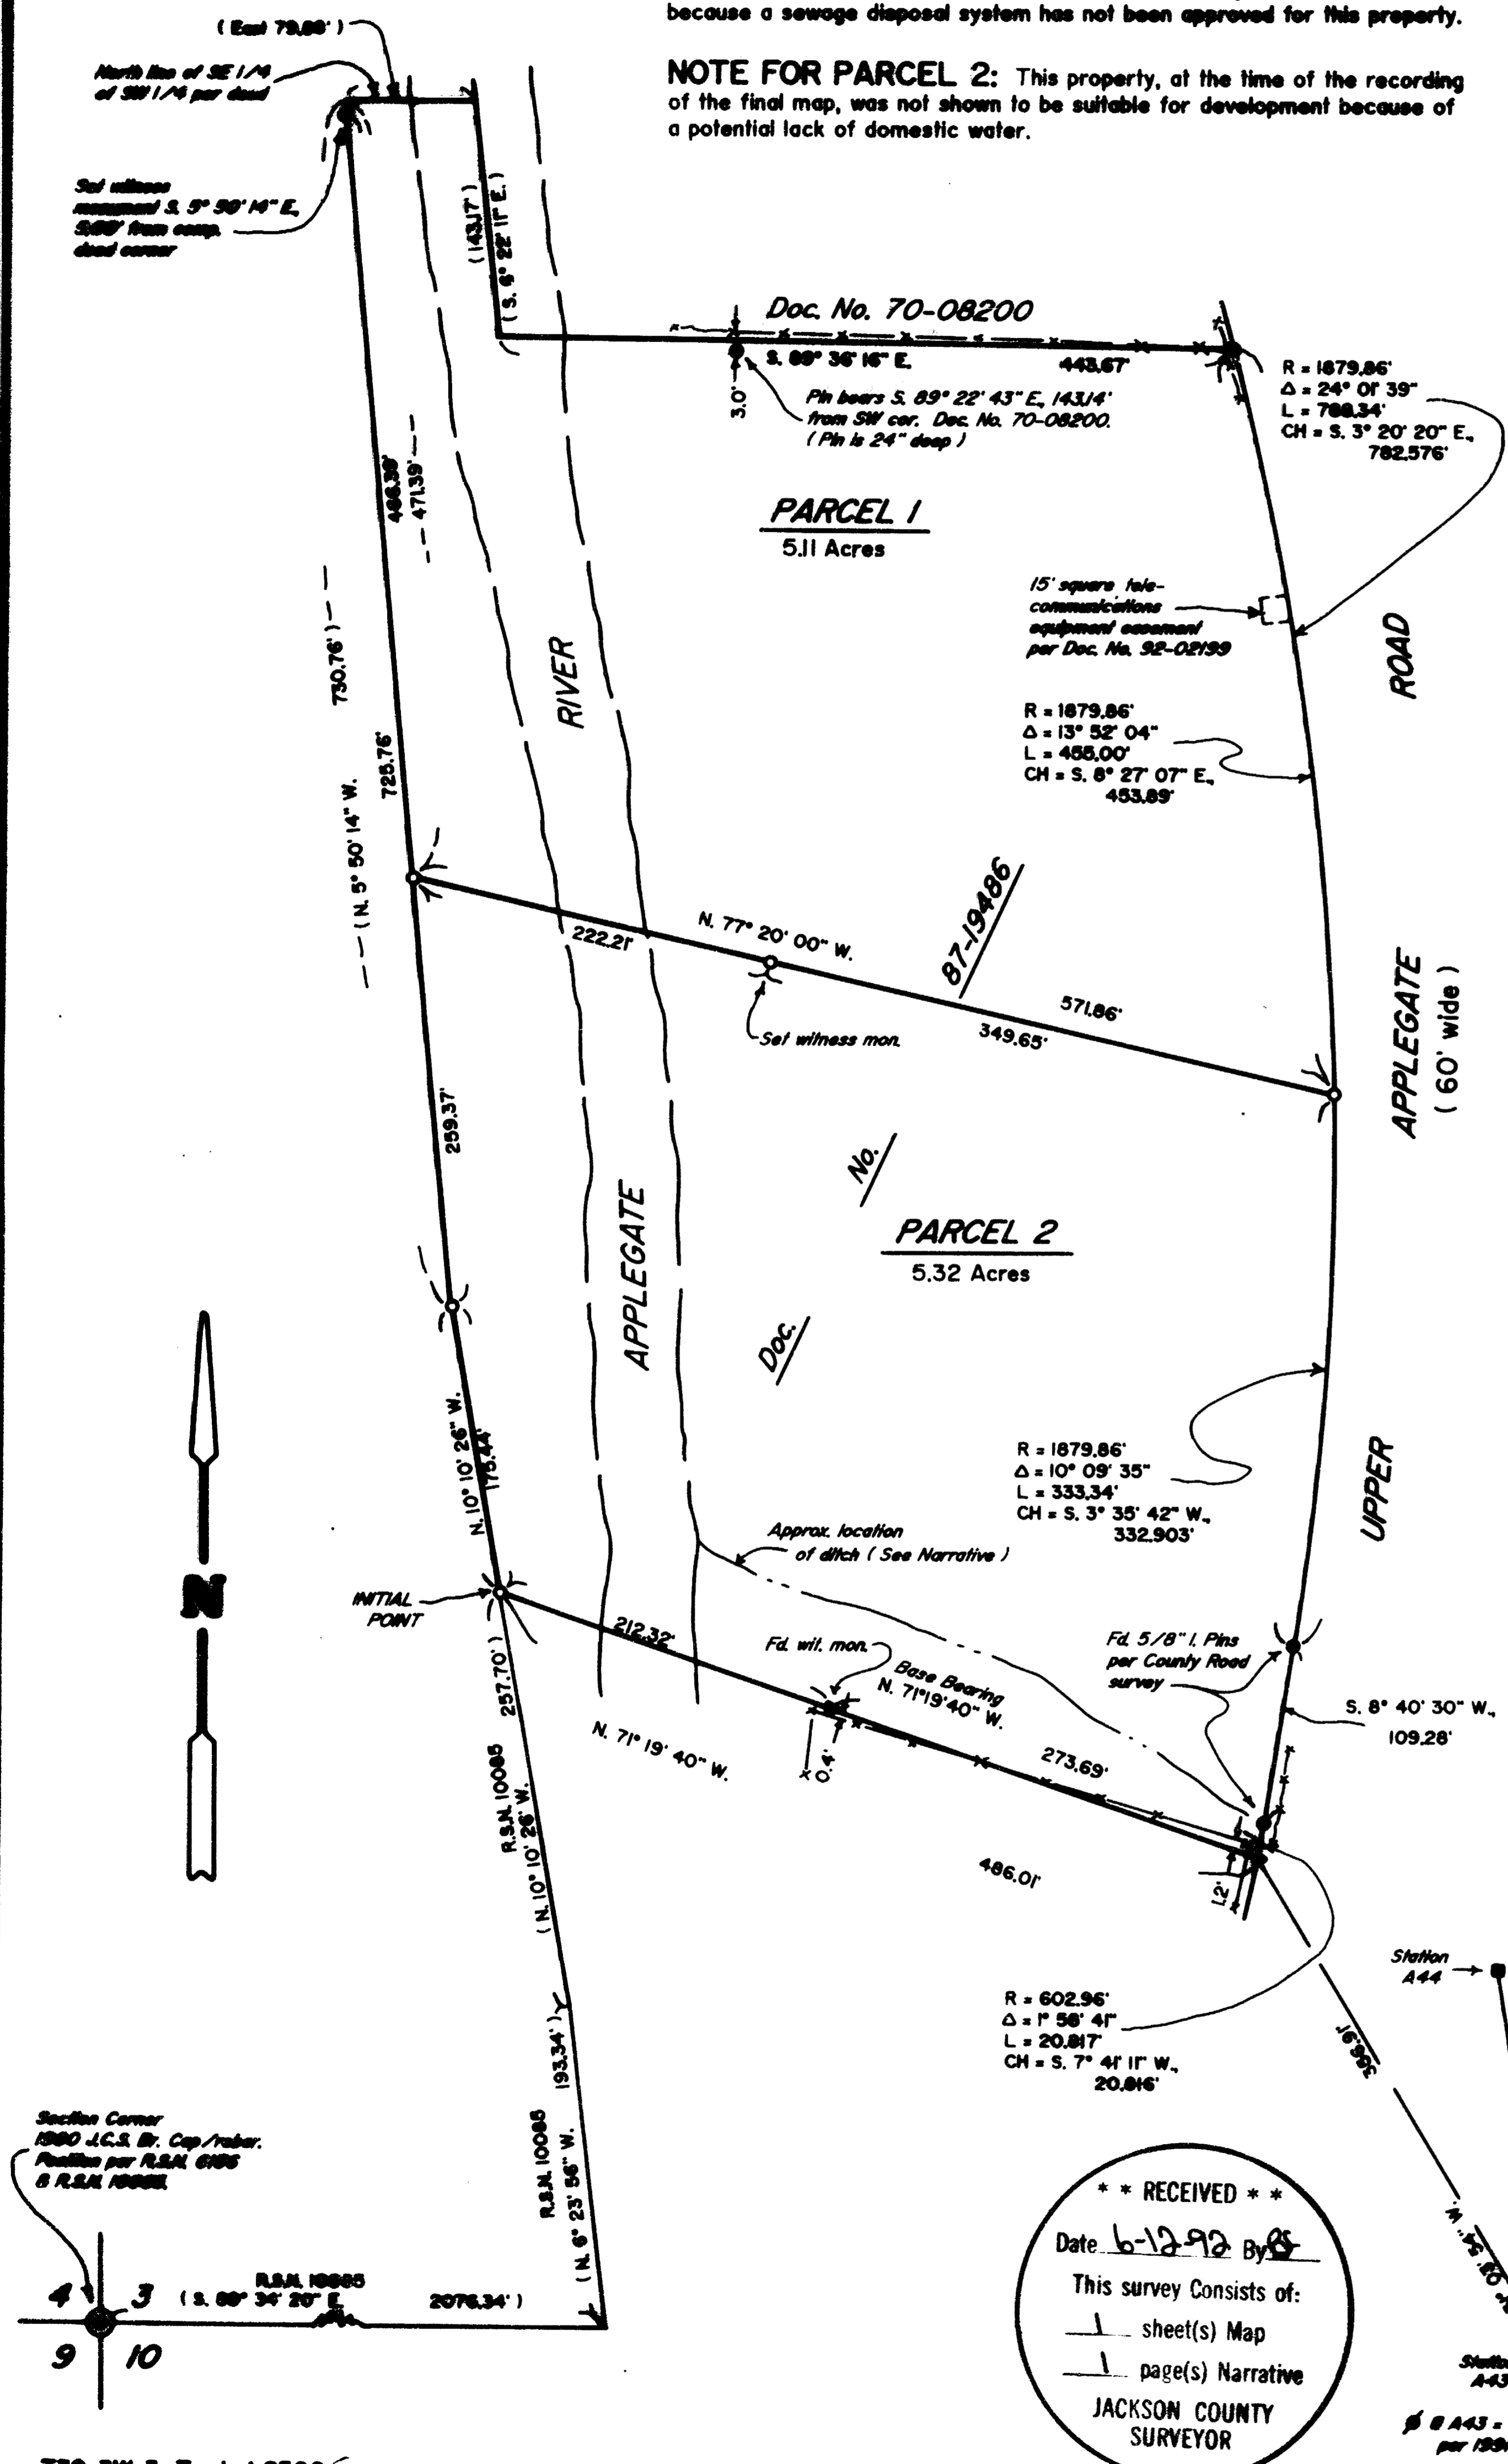 because a sewage disposal system has not been approved for this property.
NOTE FOR PARCEL 2: This property, at the time of the recording
of the final map, was not shown to be suitable for development because of
a potential lack of domestic water.
( East 79.88' )
North line of SE 1/4
of SW 1/4 per deed
Set witness
monument S. 5° 50' 14" E.,
5.00' from comp.
deed corner
( 143.17' )
( S. 6° 22' 11" E. )
Doc. No. 70-08200
S. 89° 36' 16" E.
443.67'
3.0'
Pin bears S. 89° 22' 43" E., 143.14'
from SW cor. Doc. No. 70-08200.
( Pin is 24" deep )
R = 1879.86'
Δ = 24° 01' 39"
L = 788.34'
CH = S. 3° 20' 20" E.,
782.576'
466.39'
471.39'
PARCEL 1
5.11 Acres
15' square tele-
communications
equipment easement
per Doc. No. 92-02199
ROAD
730.76' )
725.76'
( N. 5° 50' 14" W.
RIVER
R = 1879.86'
Δ = 13° 52' 04"
L = 455.00'
CH = S. 8° 27' 07" E.,
453.89'
222.21'
N. 77° 20' 00" W.
87-19486
571.86'
349.65'
Set witness mon.
APPLEGATE
( 60' wide )
259.37'
No.
PARCEL 2
5.32 Acres
APPLEGATE
Doc.
N. 10° 10' 26" W.
175.44'
R = 1879.86'
Δ = 10° 09' 35"
L = 333.34'
CH = S. 3° 35' 42" W.,
332.903'
UPPER
N
Approx. location
of ditch ( See Narrative )
INITIAL
POINT
212.32'
Fd. wit. mon.
Base Bearing
N. 71° 19' 40" W.
Fd. 5/8" I. Pins
per County Road
survey
S. 8° 40' 30" W.,
109.28'
257.70' )
R.S.N. 10085
( N. 10° 10' 26" W.
N. 71° 19' 40" W.
0.4'
273.69'
486.01'
1.2'
Station
A44
R = 602.96'
Δ = 1° 58' 41"
L = 20.817'
CH = S. 7° 41' 11" W.,
20.816'
356.91'
193.34' )
R.S.N. 10085
( N. 6° 23' 56" W.
Section Corner
1980 J.C.S. Br. Cap/rebar.
Position per R.S.N. 6186
& R.S.N. 10085.
4 3
9 10
R.S.N. 10085
( S. 89° 34' 20" E.
2076.34' )
* * RECEIVED * *
Date 6-12-92 By
This survey Consists of:
1 sheet(s) Map
1 page(s) Narrative
JACKSON COUNTY
SURVEYOR
A43
@ A43 =